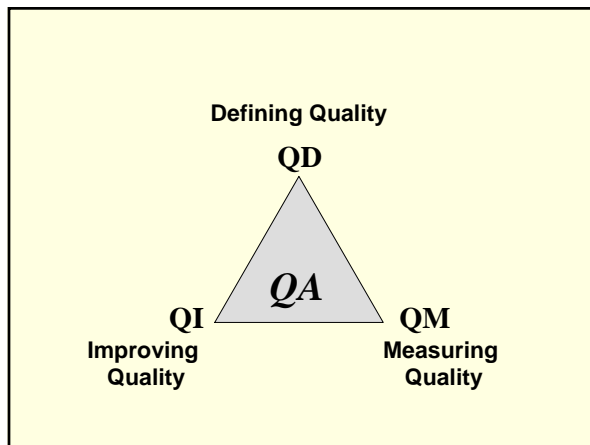 Defining Quality
QD
QA
QI
QM
Improving
Quality
Measuring
Quality